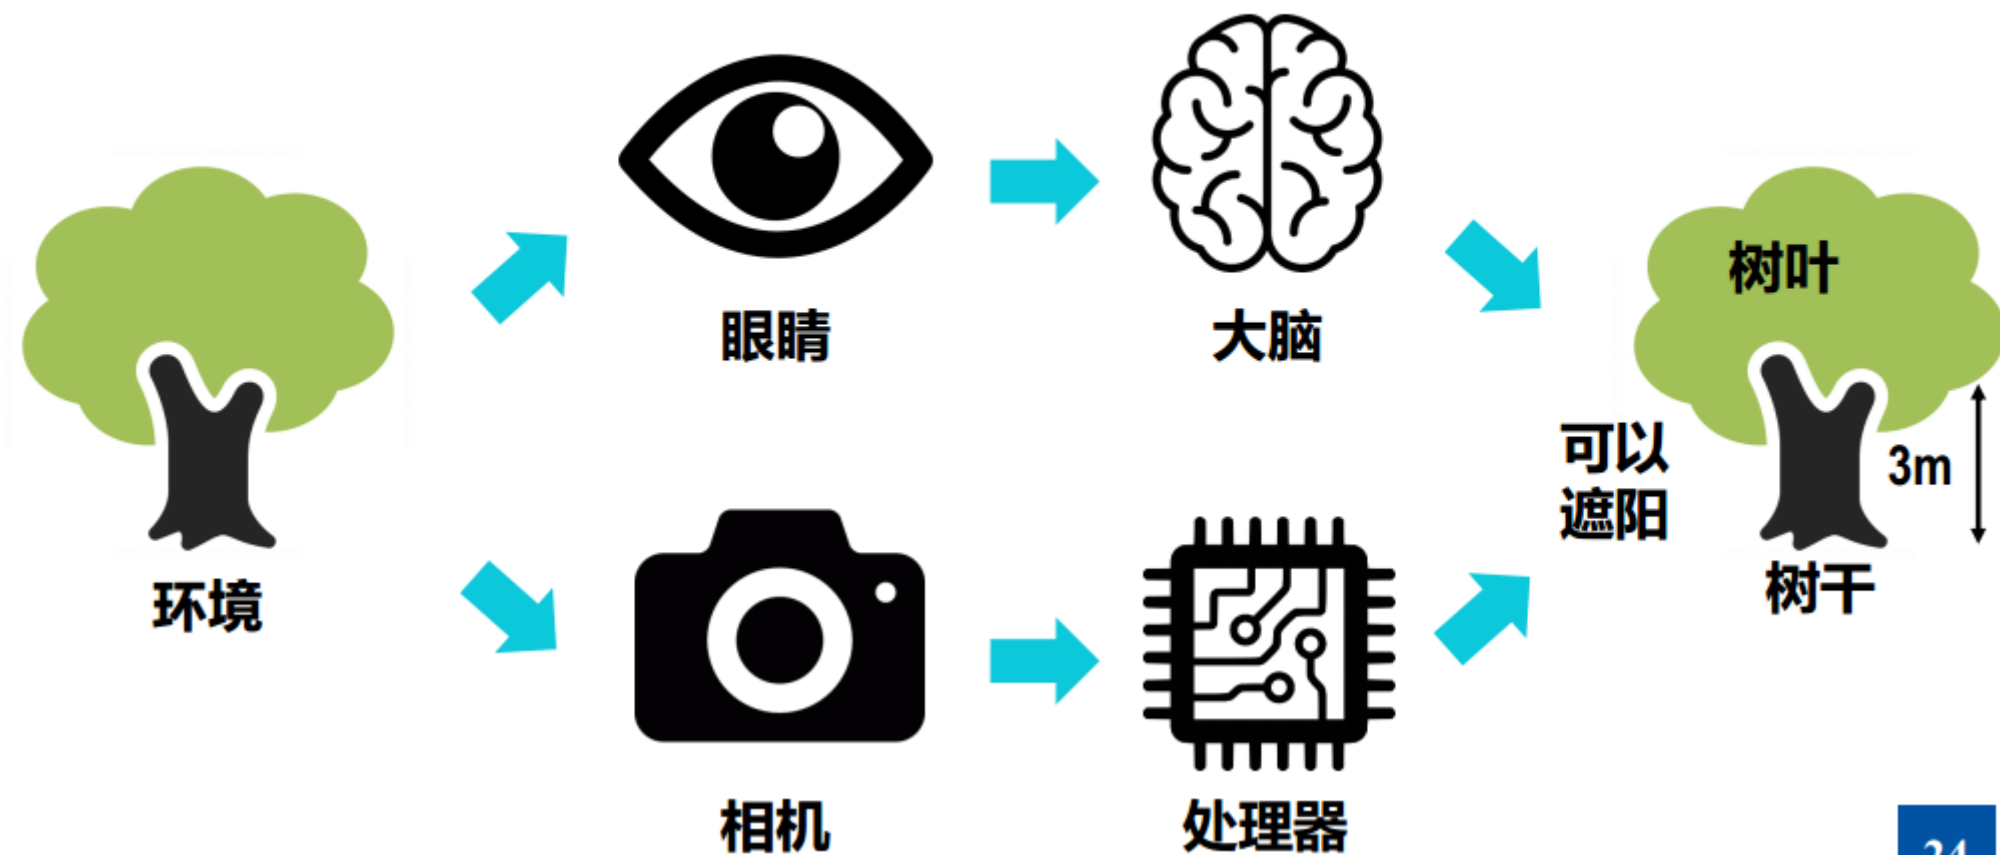 眼睛
大脑
树叶
可以
遮阳
3m
环境
树干
相机
处理器